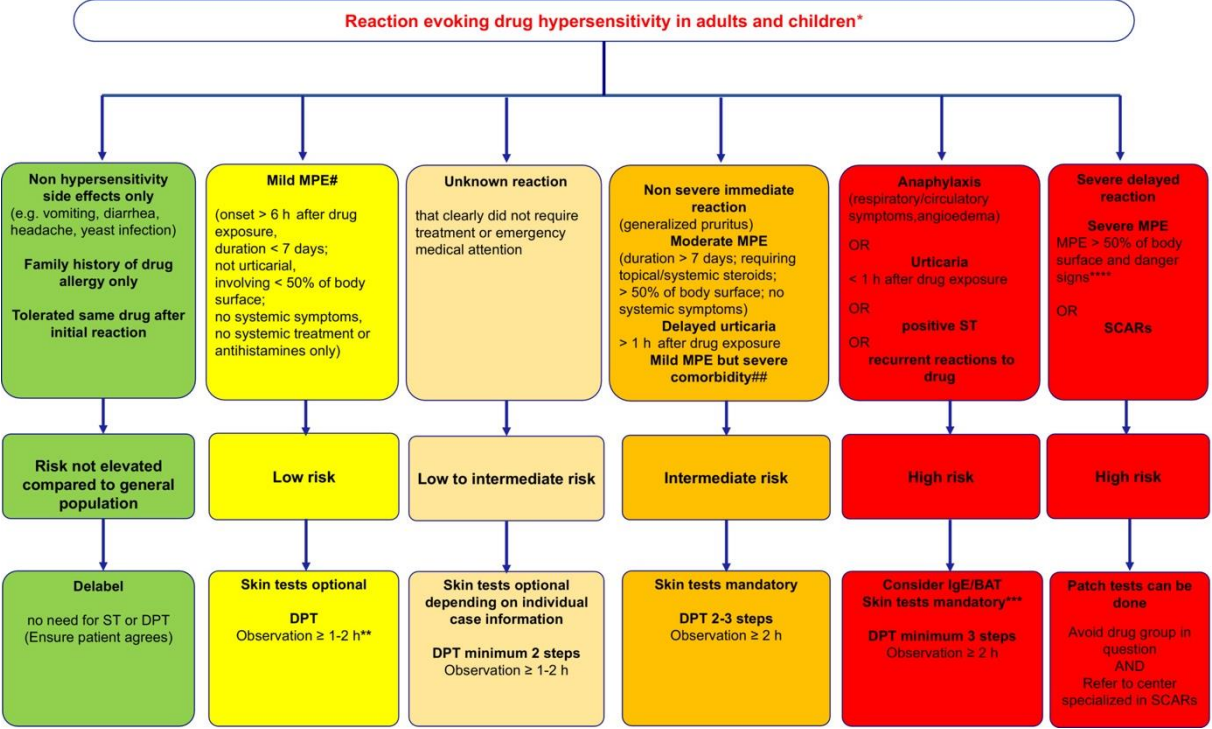 Reaction evoking drug hypersensitivity in adults and children*
Non hypersensitivity
side effects only
(e.g. vomiting, diarrhea,
headache, yeast infection)
Family history of drug
allergy only
Tolerated same drug after
initial reaction
Mild MPE#
(onset > 6 h after drug
exposure,
duration < 7 days;
not urticarial,
involving < 50% of body
surface;
no systemic symptoms,
no systemic treatment or
antihistamines only)
Unknown reaction
that clearly did not require
treatment or emergency
medical attention
Non severe immediate
reaction
(generalized pruritus)
Moderate MPE
(duration > 7 days; requiring
topical/systemic steroids;
> 50% of body surface; no
systemic symptoms)
Delayed urticaria
> 1 h after drug exposure
Mild MPE but severe
comorbidity##
Anaphylaxis
(respiratory/circulatory
symptoms,angioedema)
OR
Urticaria
< 1 h after drug exposure
OR
positive ST
OR
recurrent reactions to
drug
Severe delayed
reaction
Severe MPE
MPE > 50% of body
surface and danger
signs****
OR
SCARs
Risk not elevated
compared to general
population
Low risk
Low to intermediate risk
Intermediate risk
High risk
High risk
Delabel
no need for ST or DPT
(Ensure patient agrees)
Skin tests optional
DPT
Observation ≥ 1-2 h**
Skin tests optional
depending on individual
case information
DPT minimum 2 steps
Observation ≥ 1-2 h
Skin tests mandatory
DPT 2-3 steps
Observation ≥ 2 h
Consider IgE/BAT
Skin tests mandatory***
DPT minimum 3 steps
Observation ≥ 2 h
Patch tests can be
done
Avoid drug group in
question
AND
Refer to center
specialized in SCARs